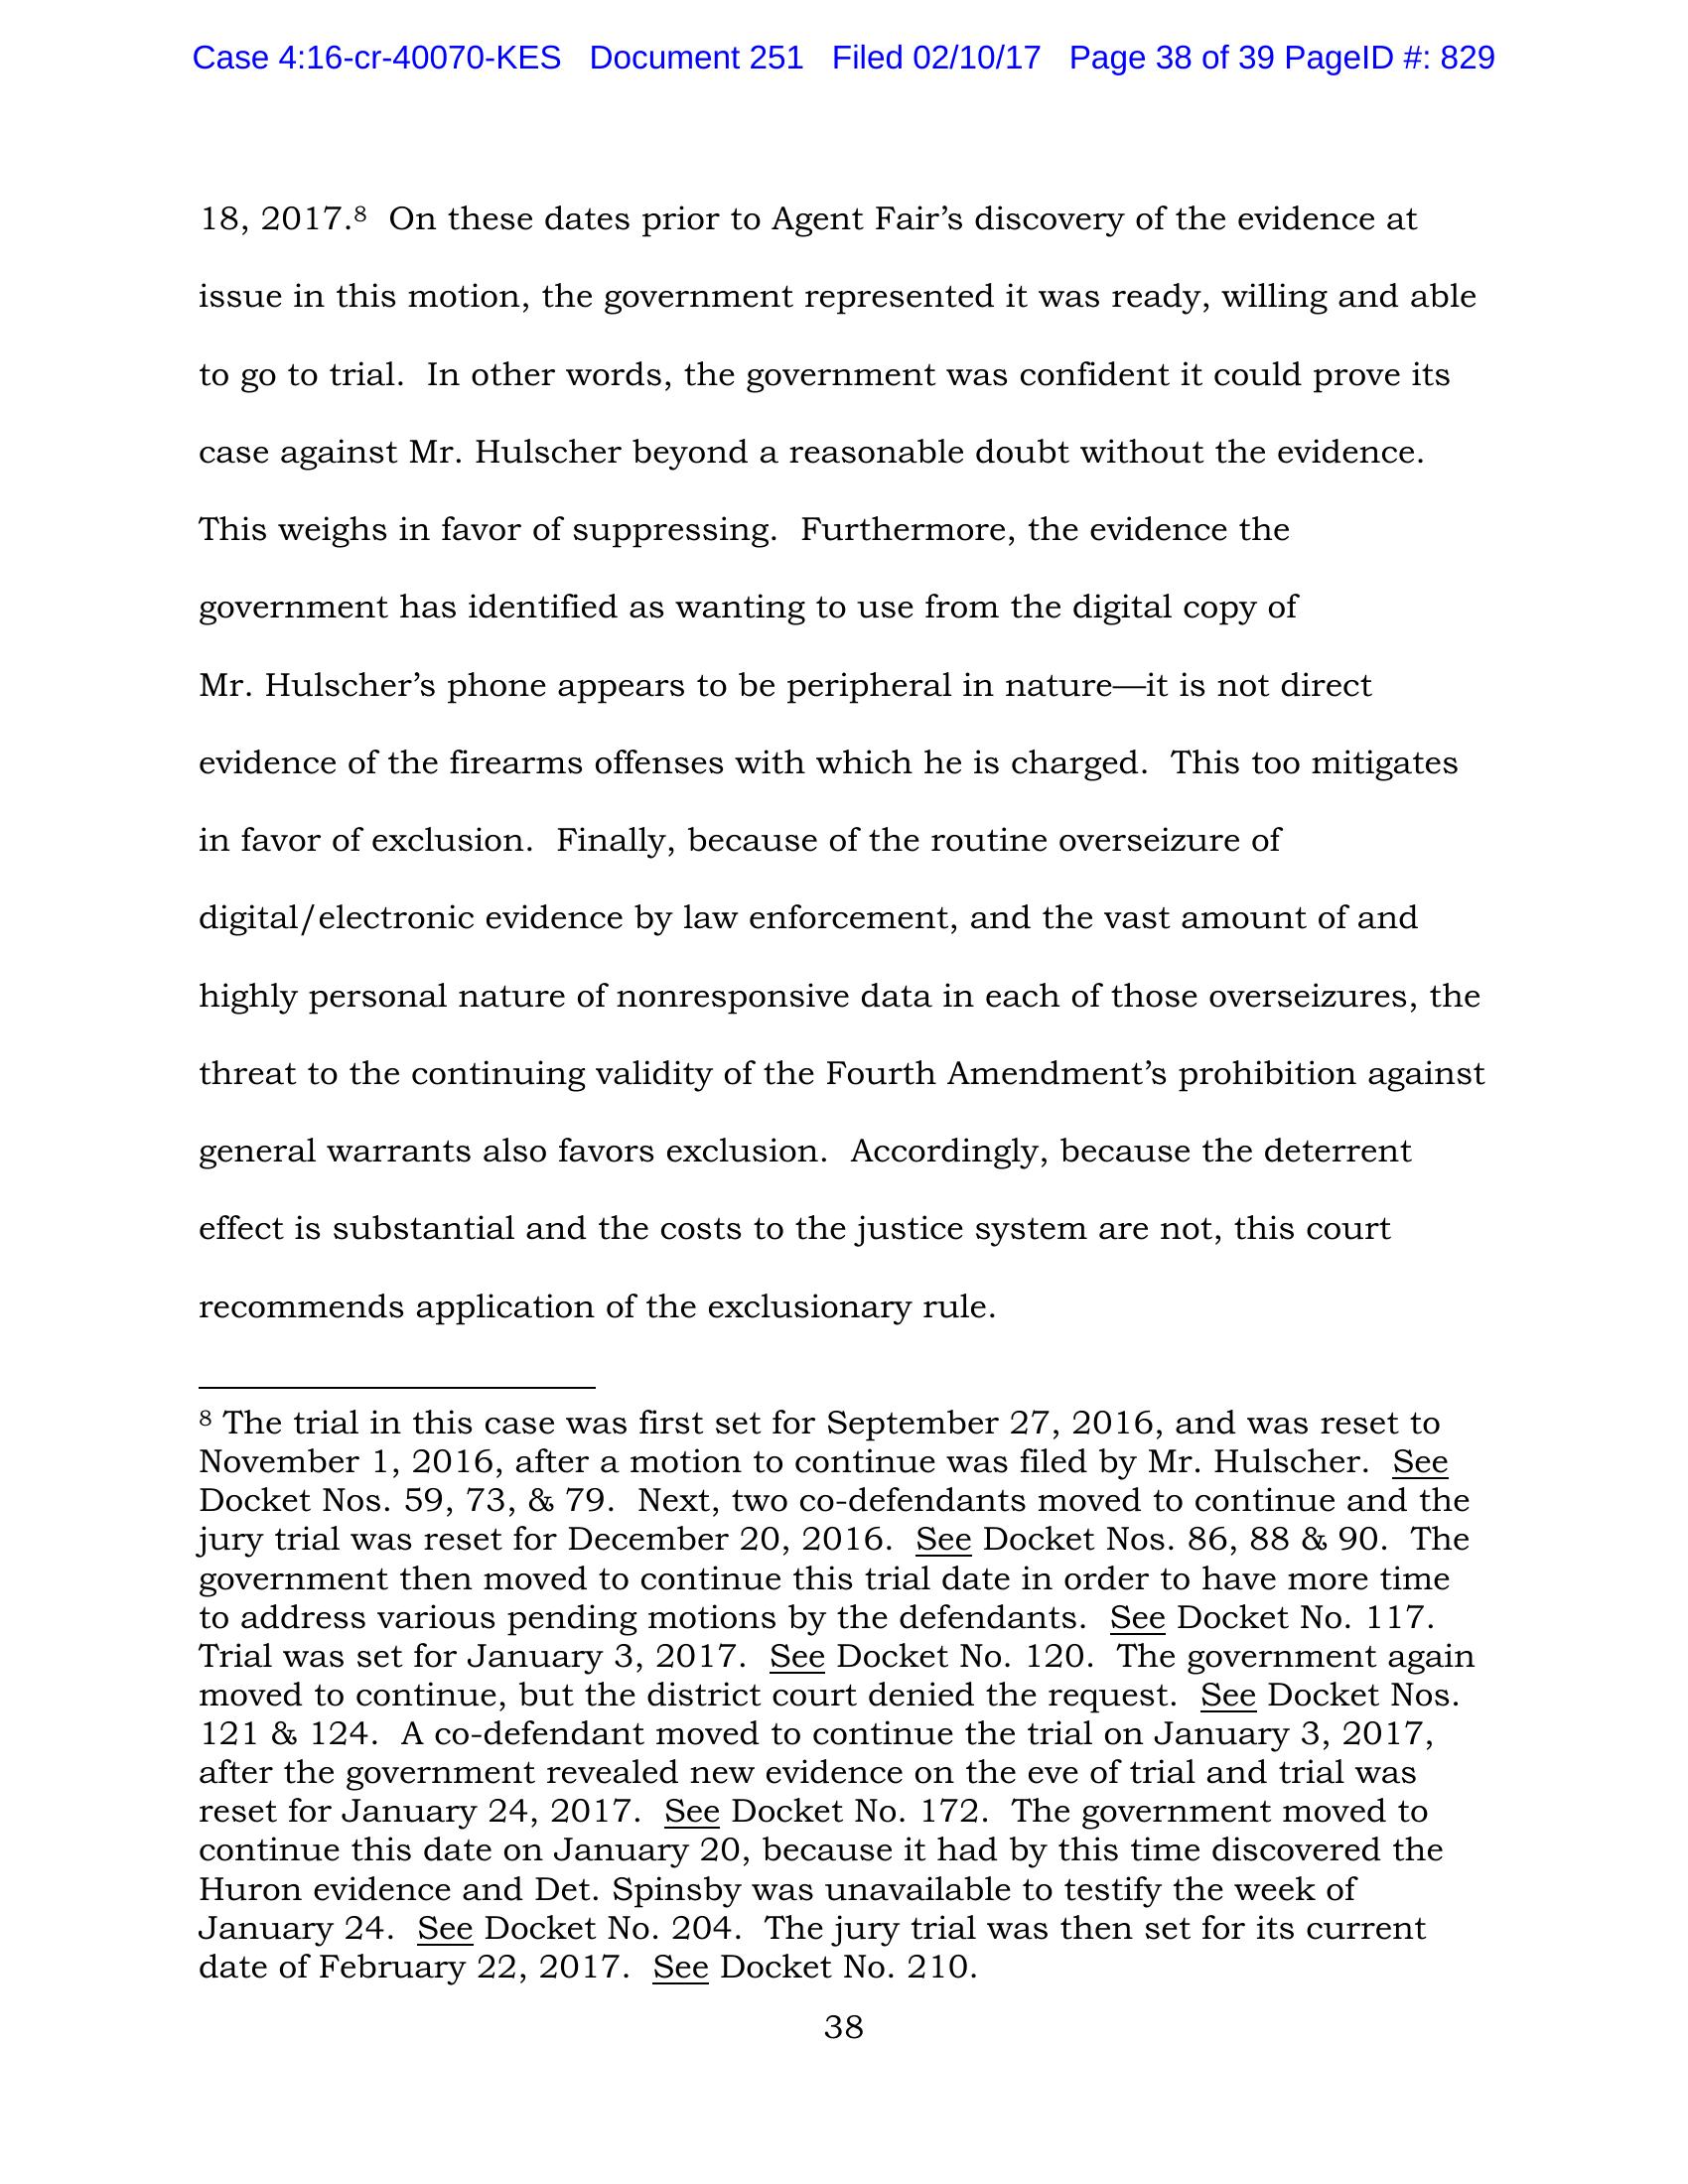 Case 4:16-cr-40070-KES Document 251 Filed 02/10/17 Page 38 of 39 PageID #: 829
18, 2017.8 On these dates prior to Agent Fair’s discovery of the evidence at
issue in this motion, the government represented it was ready, willing and able
to go to trial. In other words, the government was confident it could prove its
case against Mr. Hulscher beyond a reasonable doubt without the evidence.
This weighs in favor of suppressing. Furthermore, the evidence the
government has identified as wanting to use from the digital copy of
Mr. Hulscher’s phone appears to be peripheral in nature—it is not direct
evidence of the firearms offenses with which he is charged. This too mitigates
in favor of exclusion. Finally, because of the routine overseizure of
digital/electronic evidence by law enforcement, and the vast amount of and
highly personal nature of nonresponsive data in each of those overseizures, the
threat to the continuing validity of the Fourth Amendment’s prohibition against
general warrants also favors exclusion. Accordingly, because the deterrent
effect is substantial and the costs to the justice system are not, this court
recommends application of the exclusionary rule.
8 The trial in this case was first set for September 27, 2016, and was reset to
November 1, 2016, after a motion to continue was filed by Mr. Hulscher. See
Docket Nos. 59, 73, & 79. Next, two co-defendants moved to continue and the
jury trial was reset for December 20, 2016. See Docket Nos. 86, 88 & 90. The
government then moved to continue this trial date in order to have more time
to address various pending motions by the defendants. See Docket No. 117.
Trial was set for January 3, 2017. See Docket No. 120. The government again
moved to continue, but the district court denied the request. See Docket Nos.
121 & 124. A co-defendant moved to continue the trial on January 3, 2017,
after the government revealed new evidence on the eve of trial and trial was
reset for January 24, 2017. See Docket No. 172. The government moved to
continue this date on January 20, because it had by this time discovered the
Huron evidence and Det. Spinsby was unavailable to testify the week of
January 24. See Docket No. 204. The jury trial was then set for its current
date of February 22, 2017. See Docket No. 210.
38